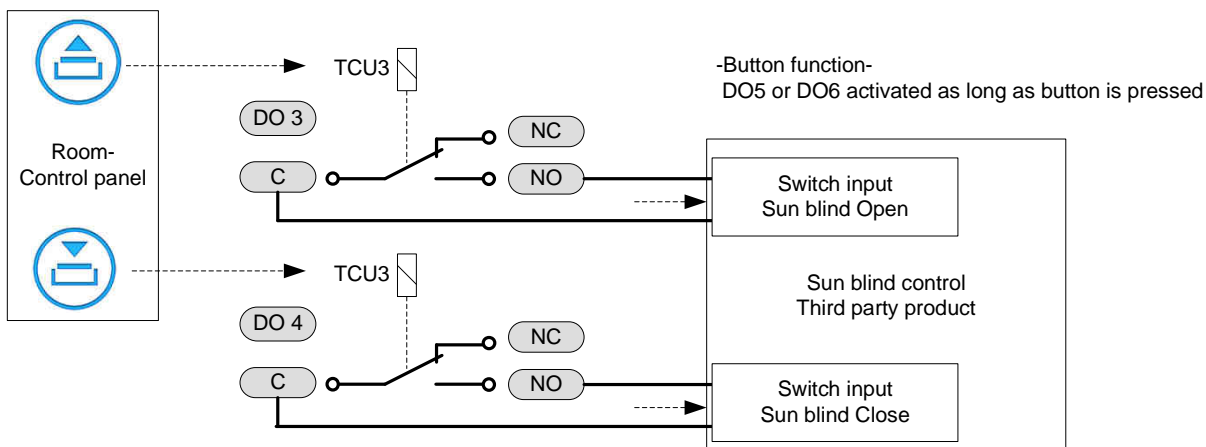 TCU3
-Button function-
DO5 or DO6 activated as long as button is pressed
DO 3
NC
Room-
Control panel
C
NO
Switch input
Sun blind Open
TCU3
Sun blind control
Third party product
DO 4
NC
C
NO
Switch input
Sun blind Close